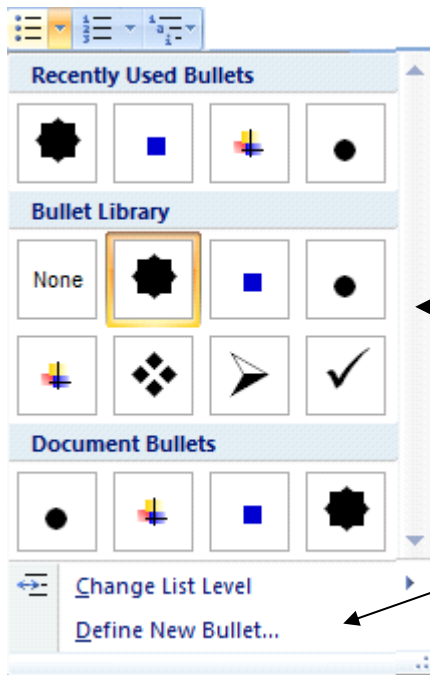 Recently Used Bullets
Bullet Library
None
Document Bullets
Change List Level
Define New Bullet...